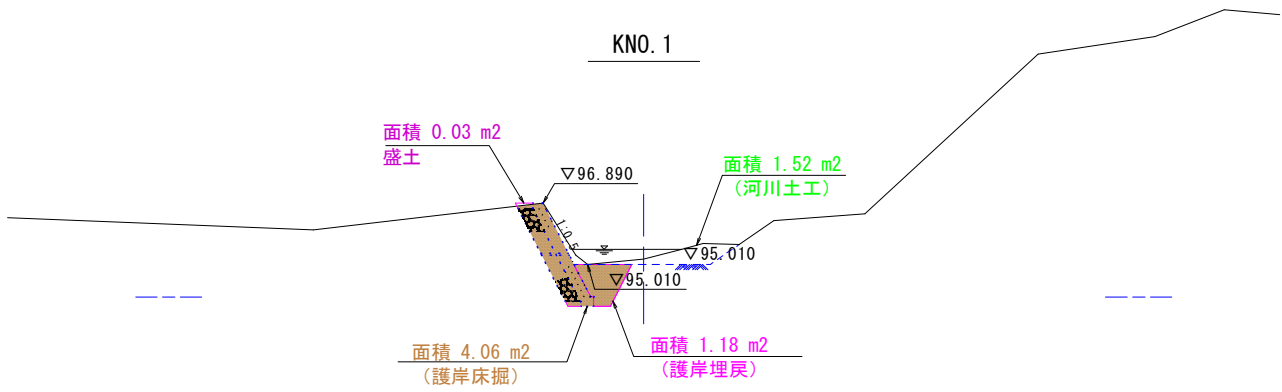 KNO.1
面積 0.03 m2
盛土
▽96.890
面積 1.52 m2
(河川土工)
1:0.5
▽95.010
▽95.010
面積 4.06 m2
(護岸床掘)
面積 1.18 m2
(護岸埋戻)